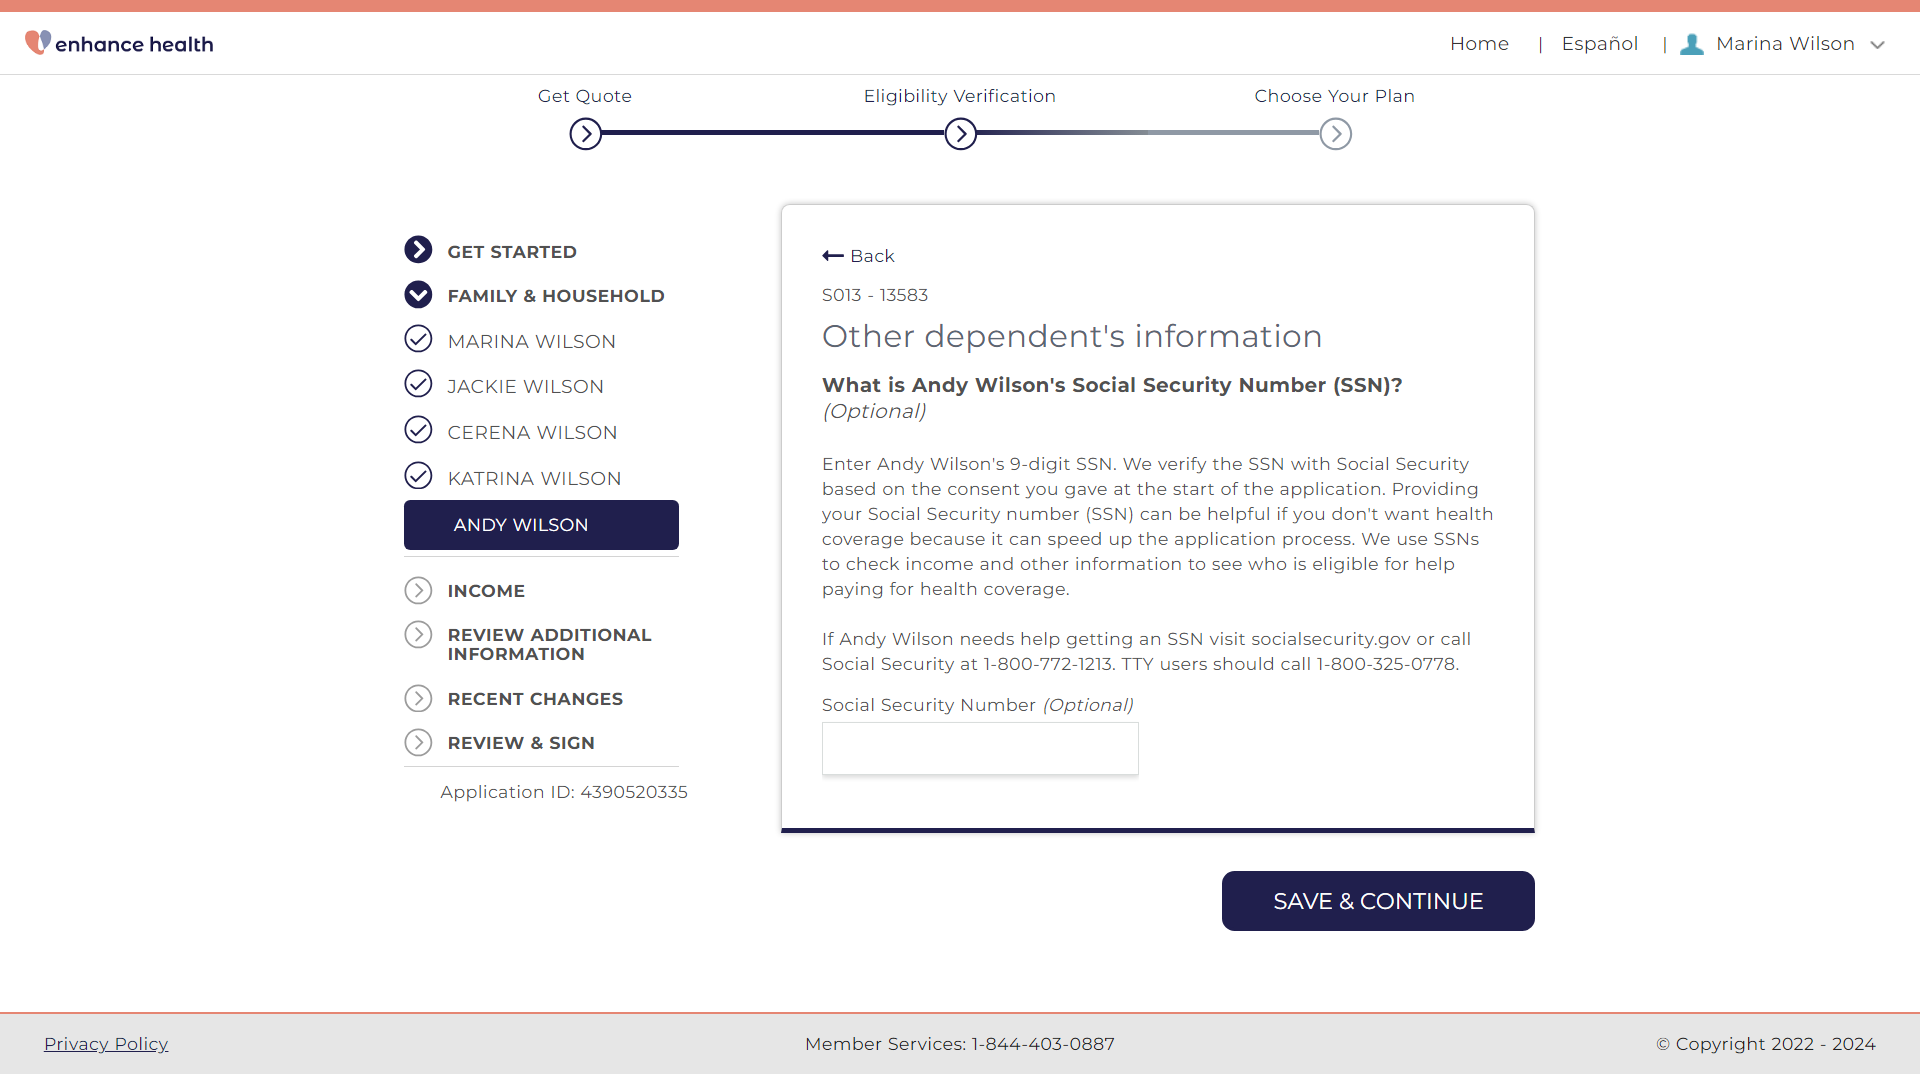 enhance health
Home | Español | Marina Wilson
Get Quote
Eligibility Verification
Choose Your Plan
GET STARTED
FAMILY & HOUSEHOLD
MARINA WILSON
JACKIE WILSON
CERENA WILSON
KATRINA WILSON
ANDY WILSON
INCOME
REVIEW ADDITIONAL
INFORMATION
RECENT CHANGES
REVIEW & SIGN
Application ID: 4390520335
Back
S013 - 13583
Other dependent's information
What is Andy Wilson's Social Security Number (SSN)?
(Optional)
Enter Andy Wilson's 9-digit SSN. We verify the SSN with Social Security
based on the consent you gave at the start of the application. Providing
your Social Security number (SSN) can be helpful if you don't want health
coverage because it can speed up the application process. We use SSNs
to check income and other information to see who is eligible for help
paying for health coverage.
If Andy Wilson needs help getting an SSN visit socialsecurity.gov or call
Social Security at 1-800-772-1213. TTY users should call 1-800-325-0778.
Social Security Number (Optional)
SAVE & CONTINUE
Privacy Policy
Member Services: 1-844-403-0887
© Copyright 2022 - 2024